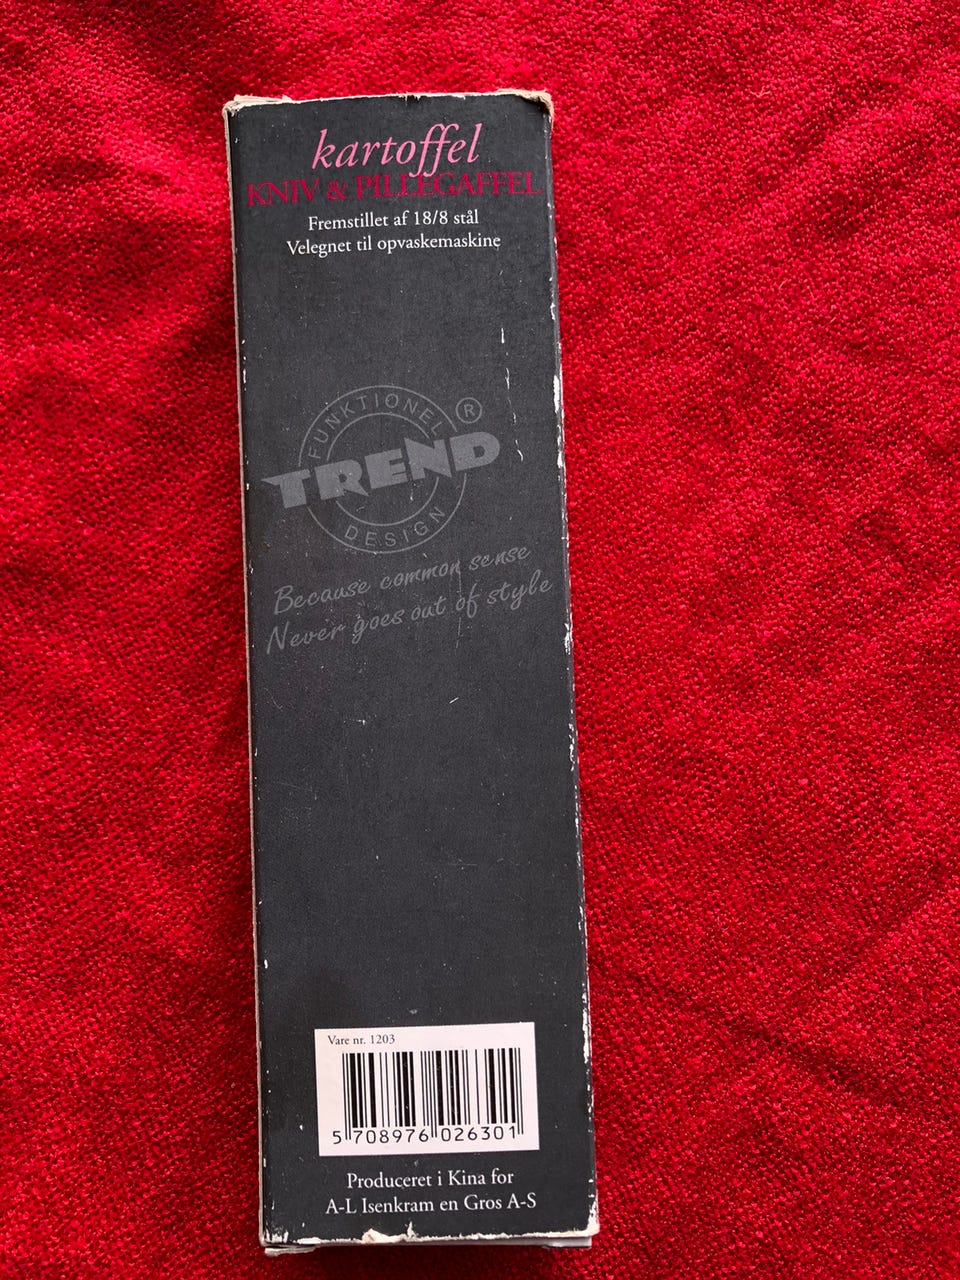 kartoffel
KNIV & PILLEGAFFEL
Fremstillet af 18/8 stål
Velegnet til opvaskemaskine
FUNKTIONEL ®
TREND
DESIGN
Because common sense
Never goes out of style
Vare nr. 1203
5 708976 026301
Produceret i Kina for
A-L Isenkram en Gros A-S